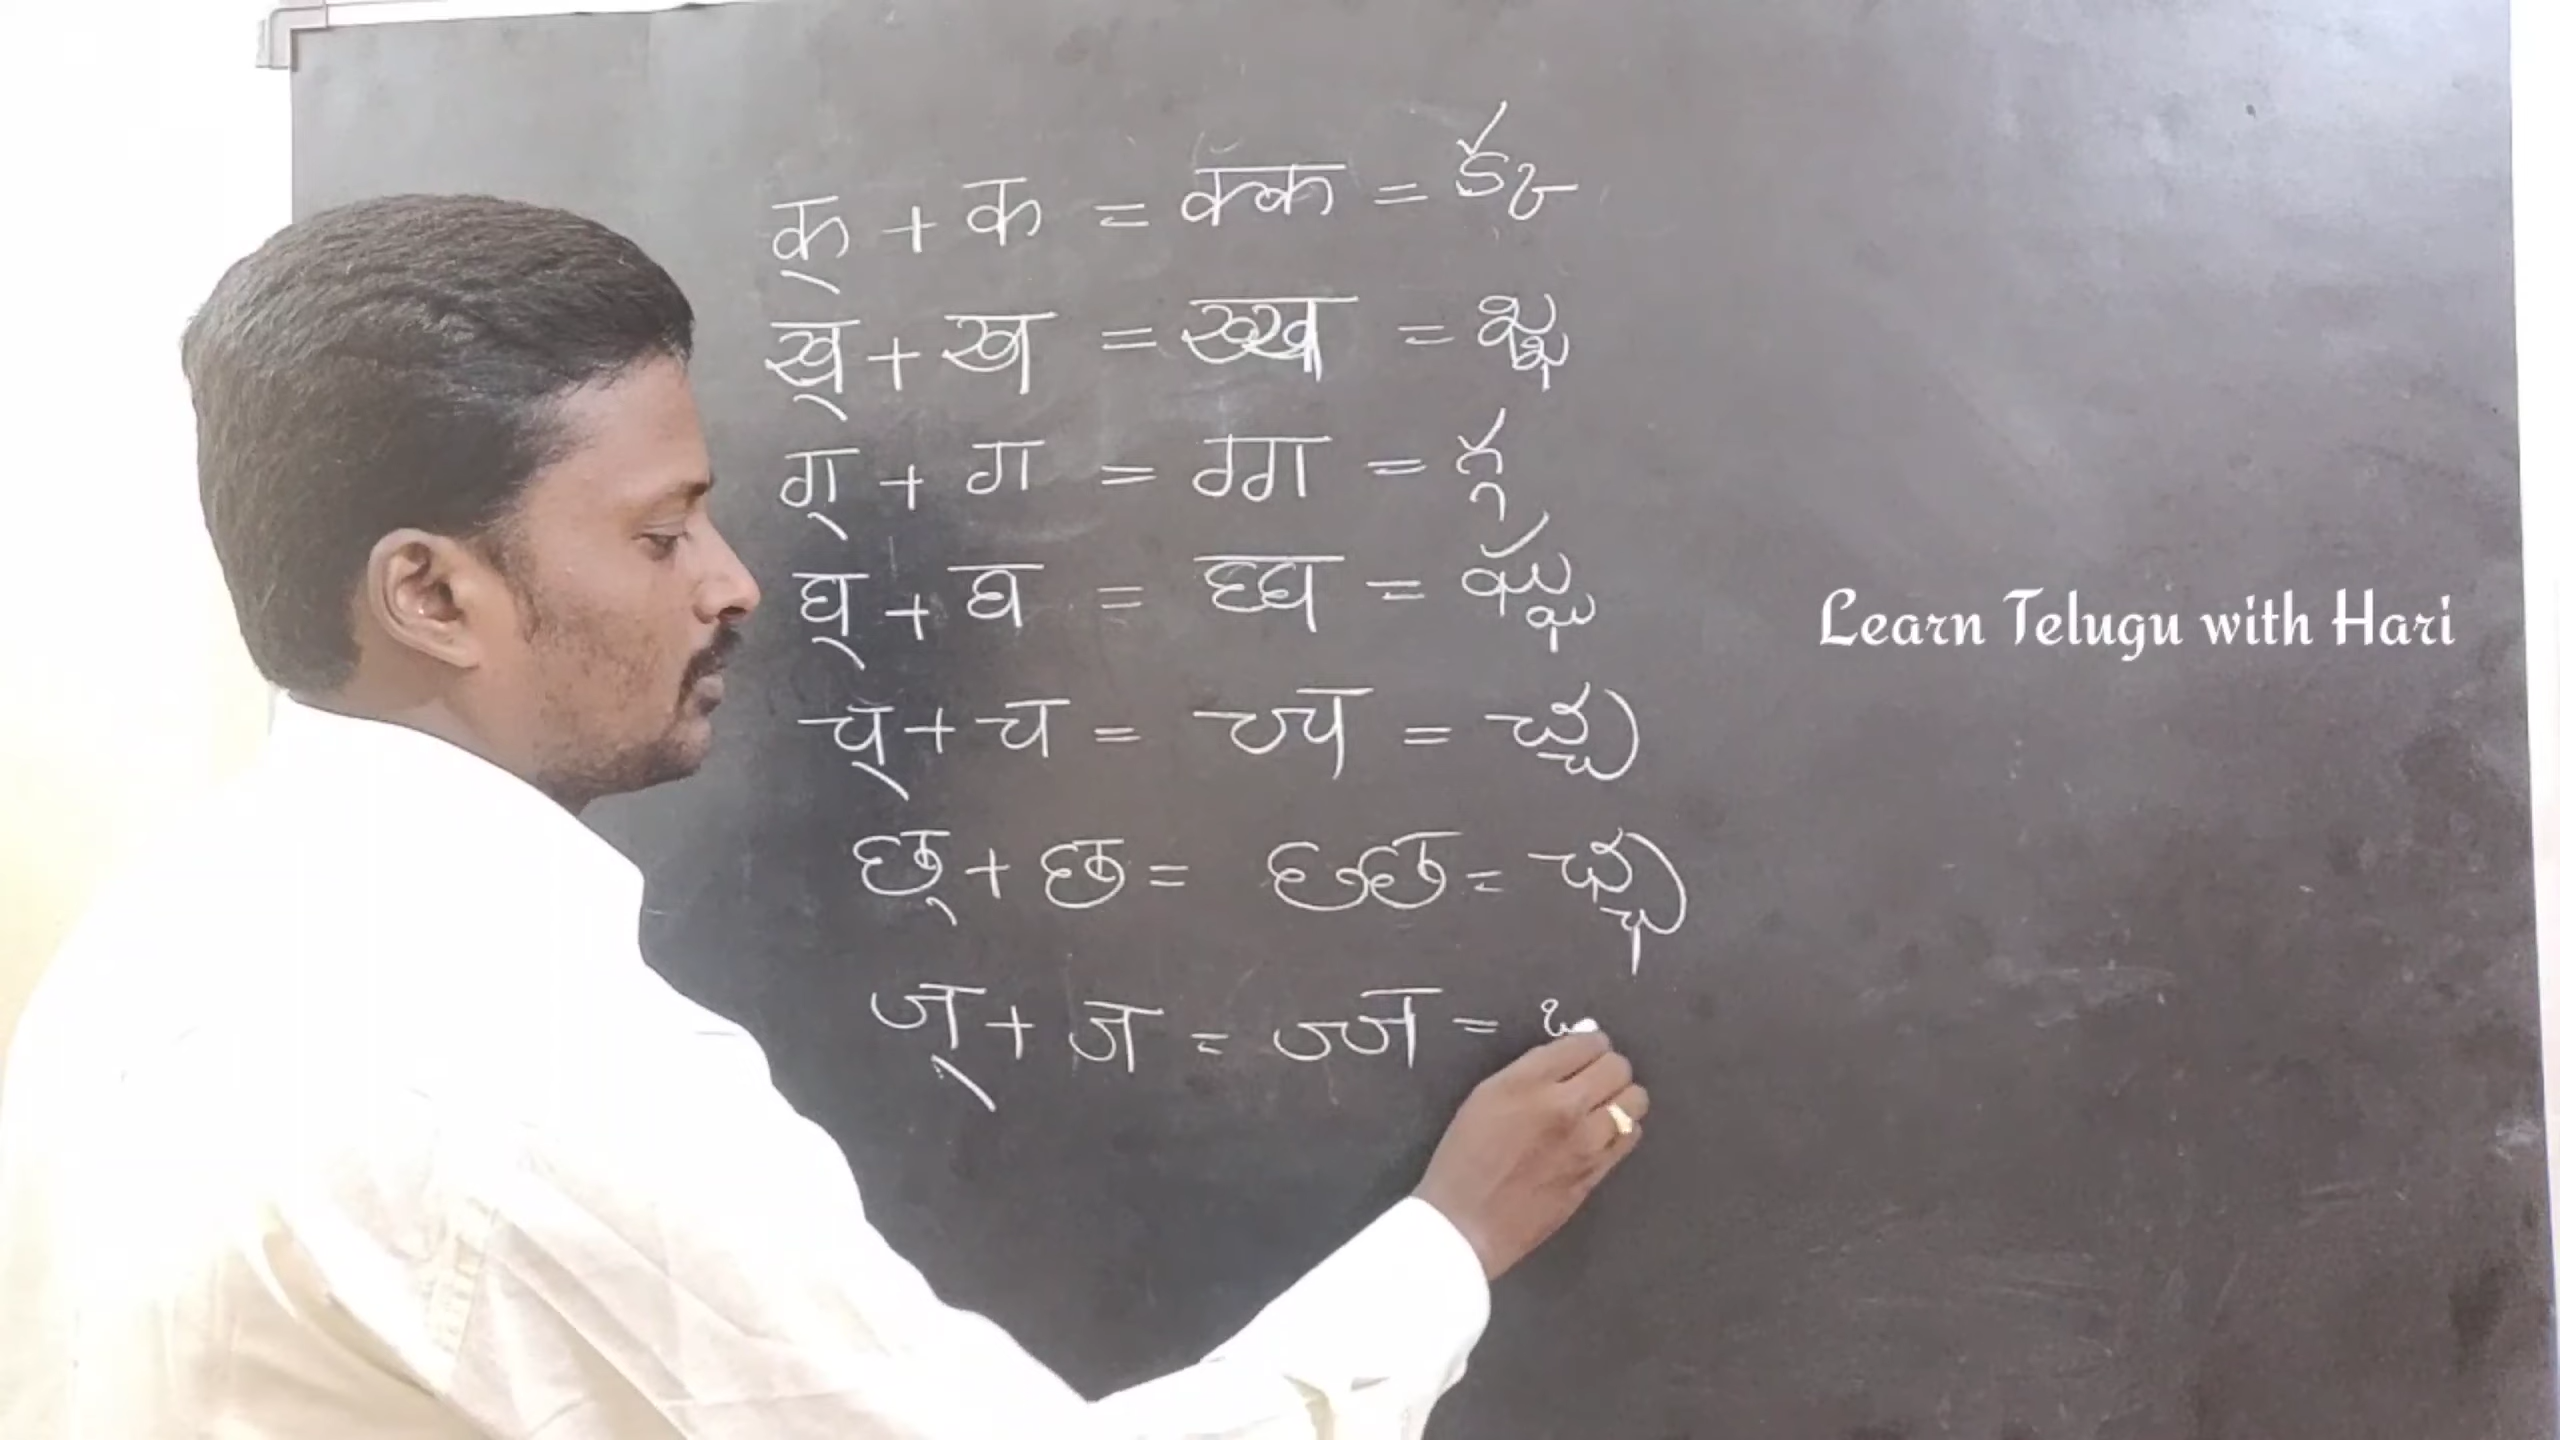 क् + क = क्क = క్క
ख् + ख = ख्ख = ఖ్ఖ
ग् + ग = ग्ग = గ్గ
घ् + घ = घ्घ = ఘ్ఘ
च् + च = च्च = చ్చ
छ् + छ = छ्छ = ఛ్ఛ
ज् + ज = ज्ज =
Learn Telugu with Hari